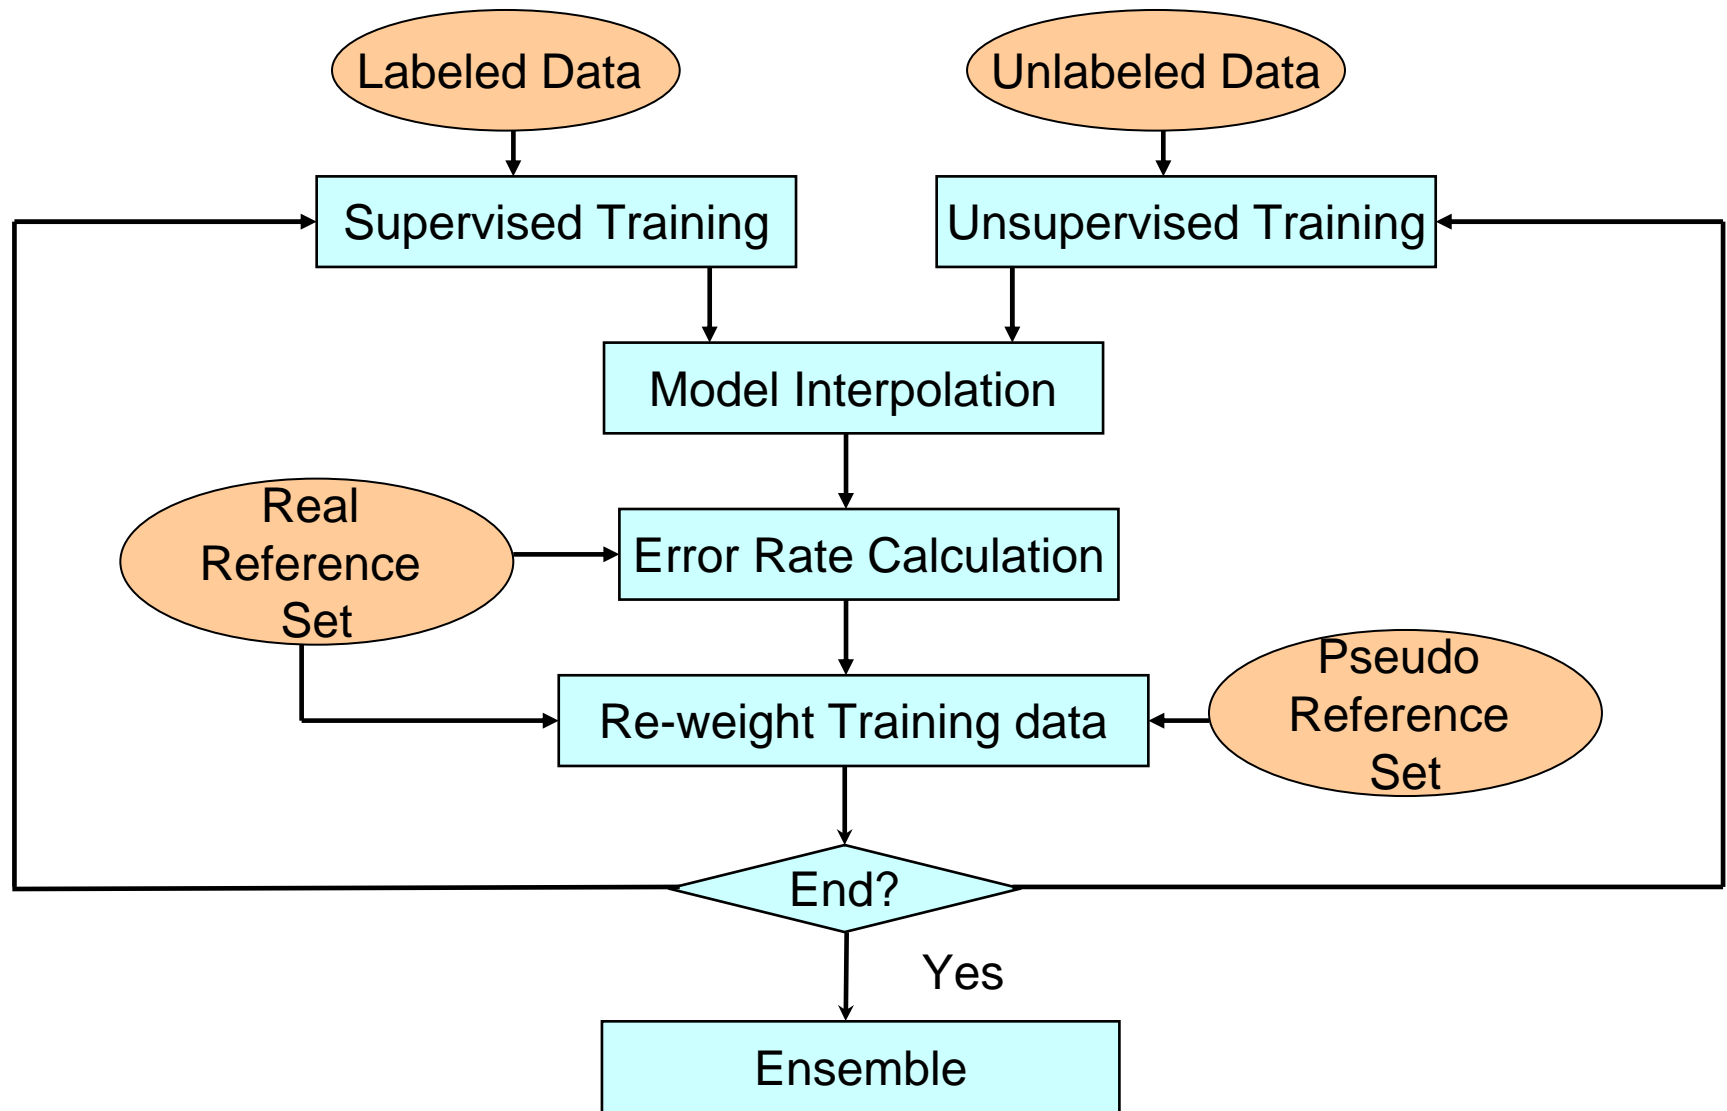 Labeled Data
Unlabeled Data
Supervised Training
Unsupervised Training
Model Interpolation
Real
Reference
Set
Error Rate Calculation
Pseudo
Reference
Set
Re-weight Training data
End?
Yes
Ensemble